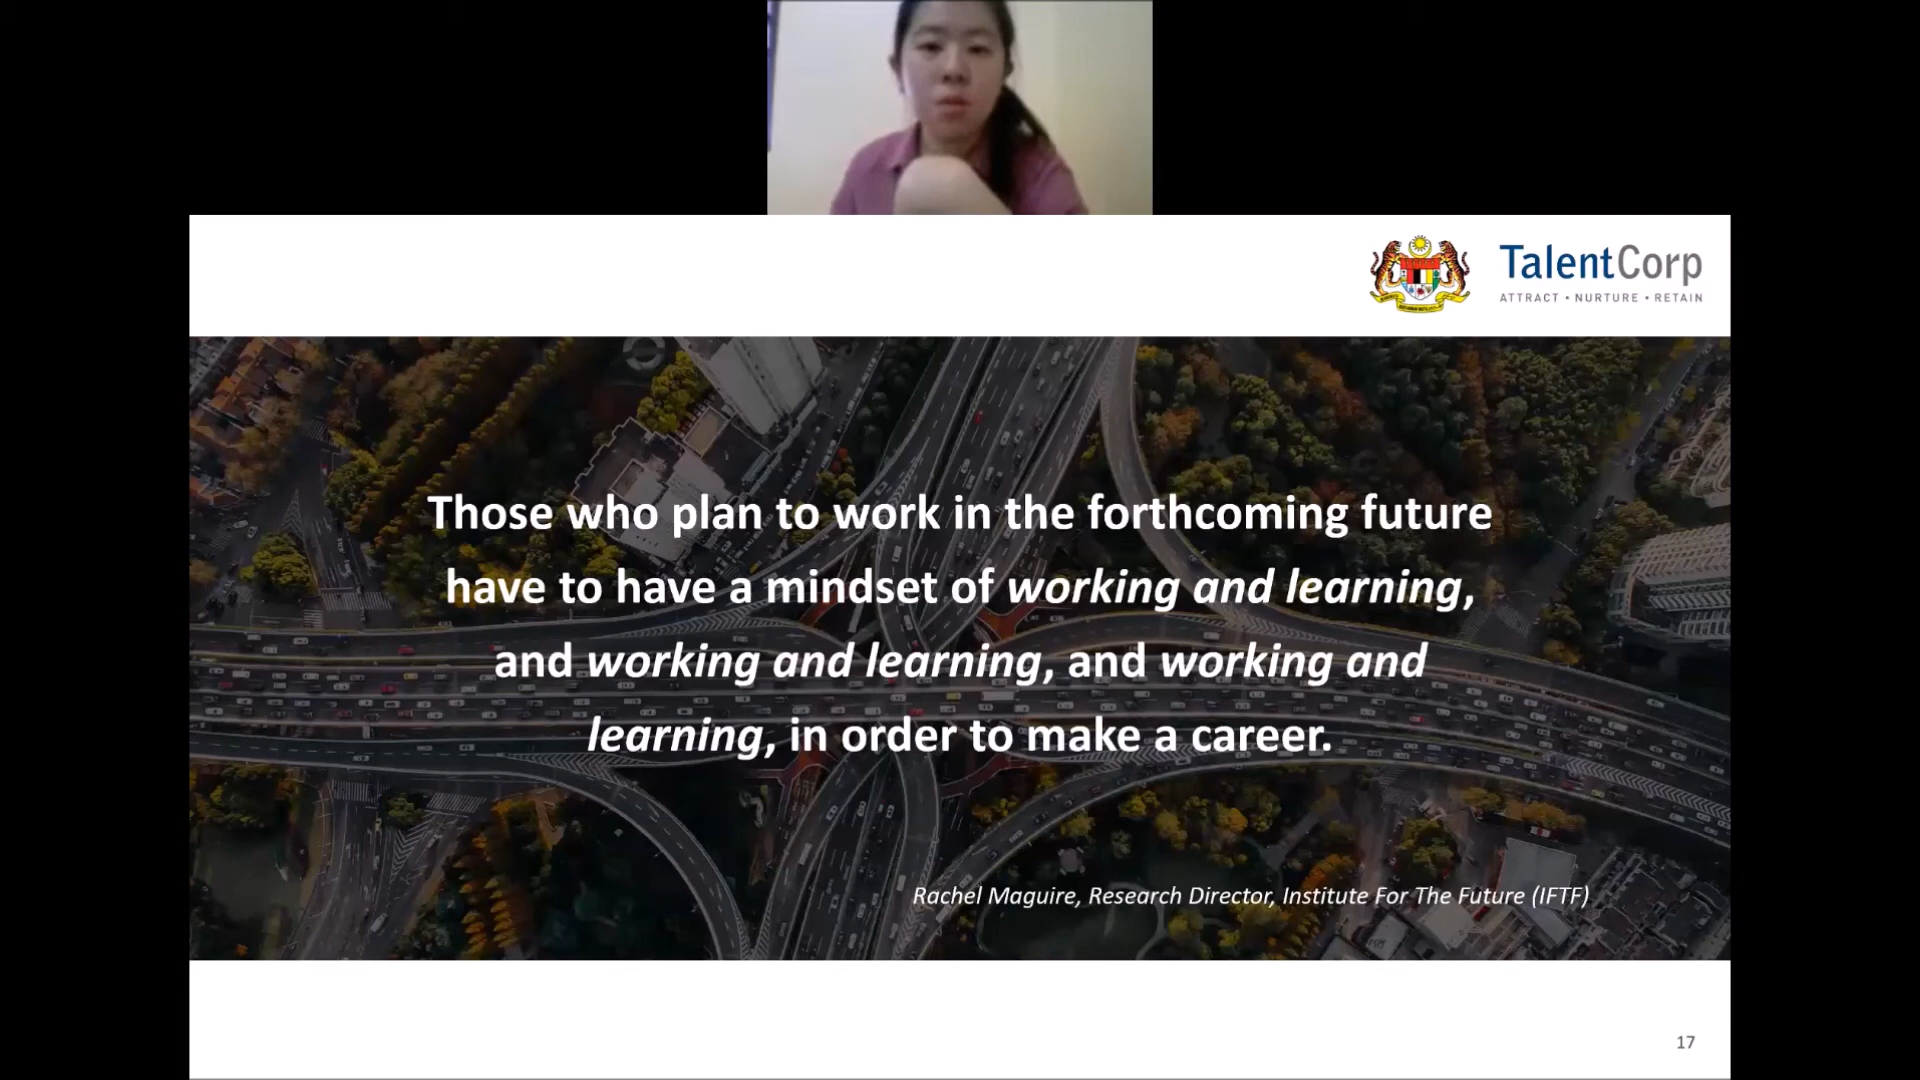 TalentCorp
ATTRACT • NURTURE • RETAIN
Those who plan to work in the forthcoming future
have to have a mindset of working and learning,
and working and learning, and working and
learning, in order to make a career.
Rachel Maguire, Research Director, Institute For The Future (IFTF)
17